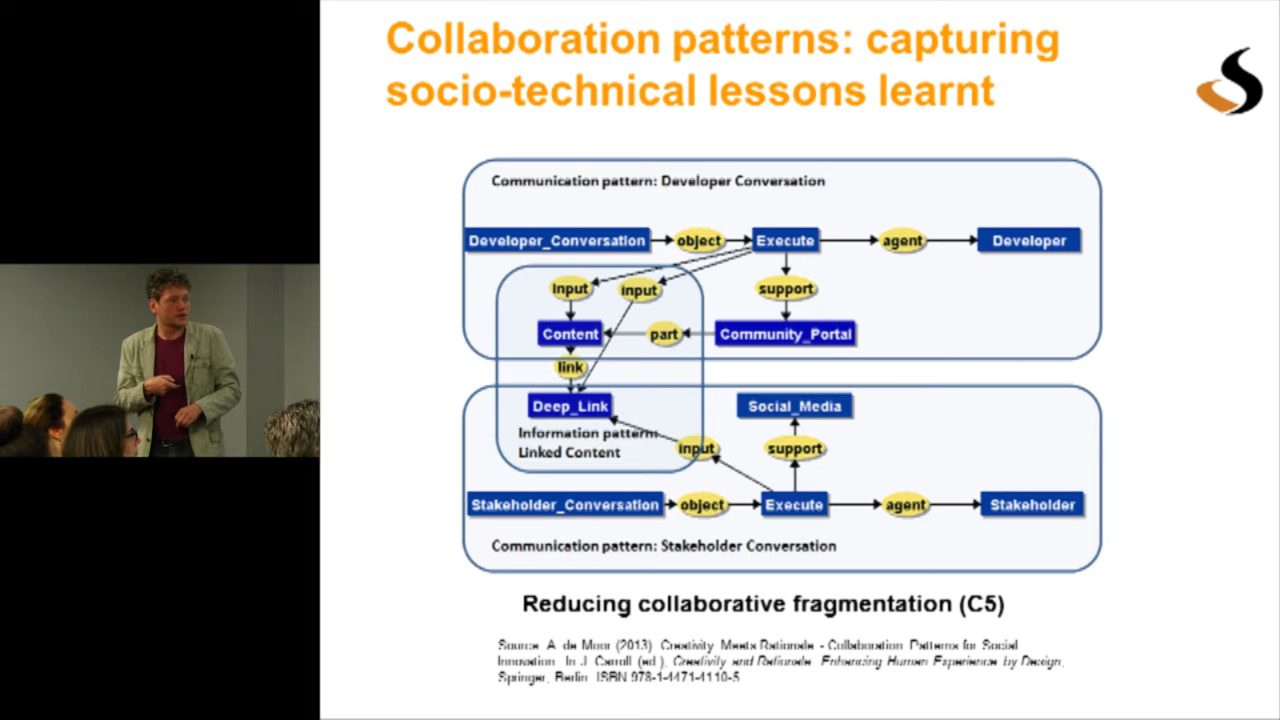 Collaboration patterns: capturing
socio-technical lessons learnt
Communication pattern: Developer Conversation
Developer_Conversation object Execute agent Developer
input input support
Content part Community_Portal
link
Deep_Link Social_Media
Information pattern:
Linked Content input support
Stakeholder_Conversation object Execute agent Stakeholder
Communication pattern: Stakeholder Conversation
Reducing collaborative fragmentation (C5)
Source: A. de Moor (2013). Creativity Meets Rationale - Collaboration Patterns for Social
Innovation. In J. Carroll (ed.), Creativity and Rationale: Enhancing Human Experience by Design,
Springer, Berlin. ISBN 978-1-4471-4110-5